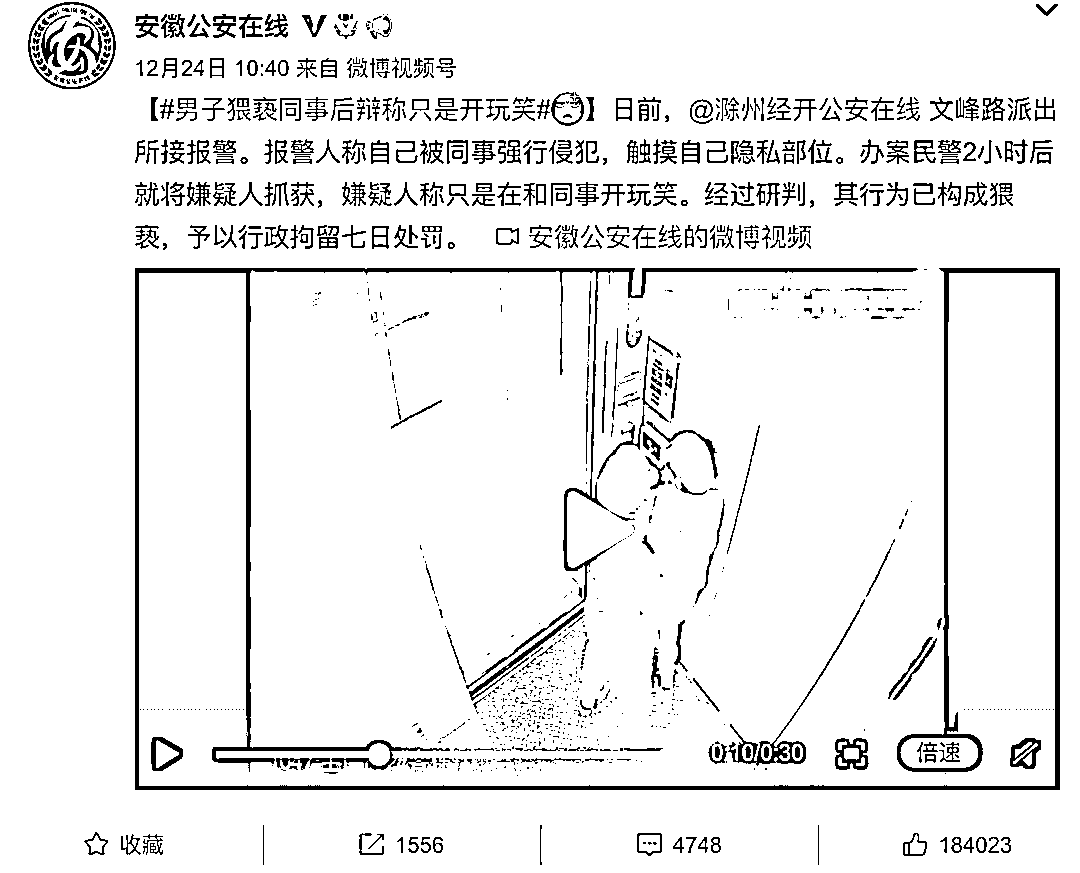 安徽公安在线
12月24日 10:40 来自 微博视频号
【#男子猥亵同事后辩称只是开玩笑#】日前，@滁州经开公安在线 文峰路派出
所接报警。报警人称自己被同事强行侵犯，触摸自己隐私部位。办案民警2小时后
就将嫌疑人抓获，嫌疑人称只是在和同事开玩笑。经过研判，其行为已构成猥
亵，予以行政拘留七日处罚。 安徽公安在线的微博视频
0:10/0:30 倍速
收藏 1556 4748 184023